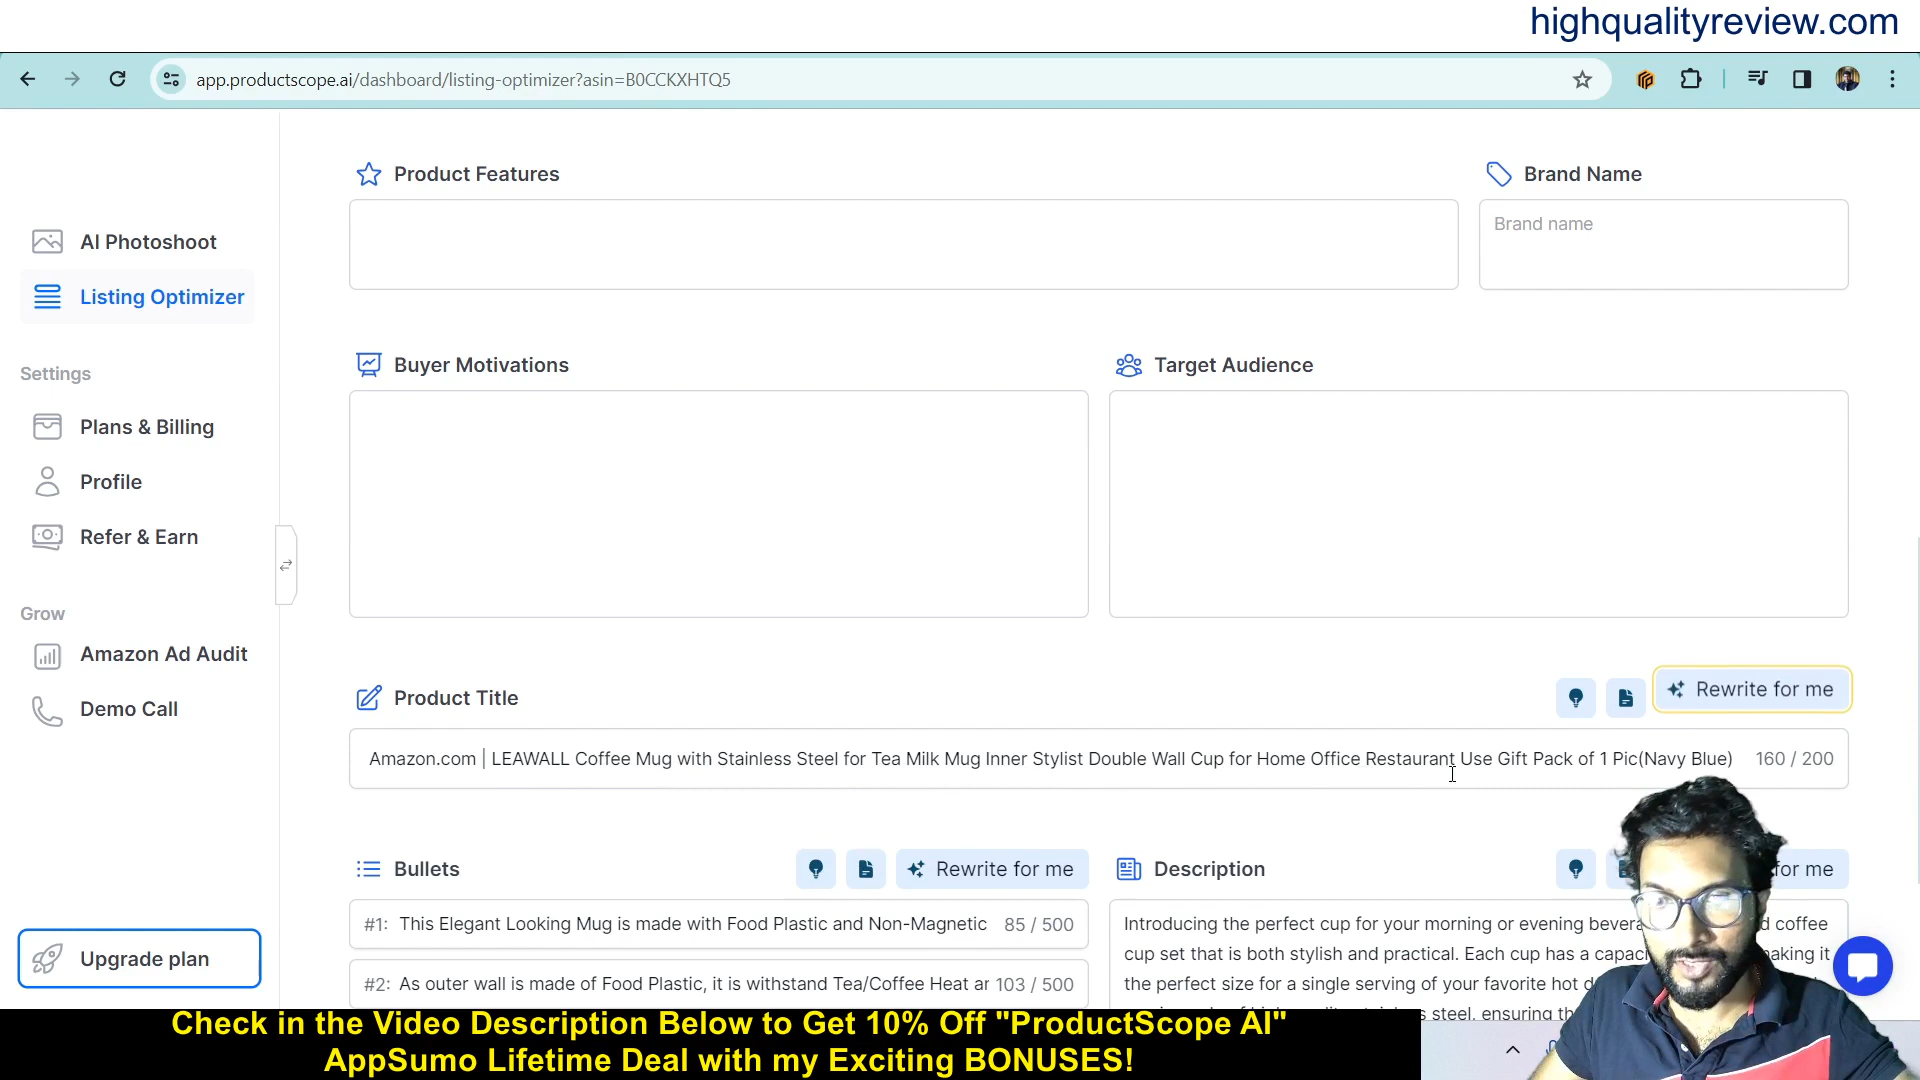 highqualityreview.com
app.productscope.ai/dashboard/listing-optimizer?asin=B0CCKXHTQ5
Product Features
Brand Name
Brand name
AI Photoshoot
Listing Optimizer
Settings
Plans & Billing
Profile
Refer & Earn
Grow
Amazon Ad Audit
Demo Call
Upgrade plan
Buyer Motivations
Target Audience
Product Title
Rewrite for me
Amazon.com | LEAWALL Coffee Mug with Stainless Steel for Tea Milk Mug Inner Stylist Double Wall Cup for Home Office Restaurant Use Gift Pack of 1 Pic(Navy Blue) 160 / 200
Bullets
Rewrite for me
#1: This Elegant Looking Mug is made with Food Plastic and Non-Magnetic 85 / 500
#2: As outer wall is made of Food Plastic, it is withstand Tea/Coffee Heat ar 103 / 500
Description
for me
Introducing the perfect cup for your morning or evening coffee
cup set that is both stylish and practical. Each cup has a it
the perfect size for a single serving of your favorite hot
steel, ensuring
Check in the Video Description Below to Get 10% Off "ProductScope AI"
AppSumo Lifetime Deal with my Exciting BONUSES!